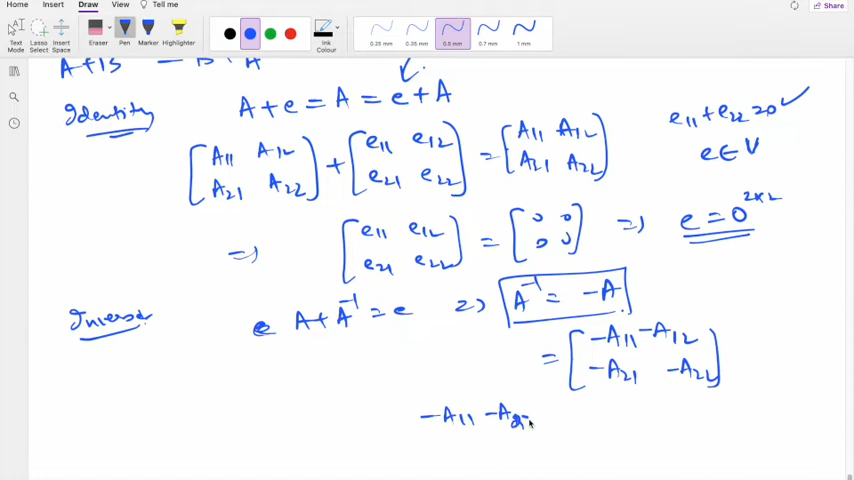 Home Insert Draw View Tell me Share
Text Mode Lasso Select Insert Space Eraser Pen Marker Highlighter Ink Colour 0.25 mm 0.35 mm 0.5 mm 0.7 mm 1 mm
A+B = B+A
Identity A+e = A = e+A e11 + e22 = 0 ✓
[A11 A12; A21 A22] + [e11 e12; e21 e22] = [A11 A12; A21 A22] e ∈ V
=> [e11 e12; e21 e22] = [0 0; 0 0] => e = 0^2x2
Inverse A + A^-1 = e => A^-1 = -A
= [-A11 -A12; -A21 -A22]
-A11 -A22